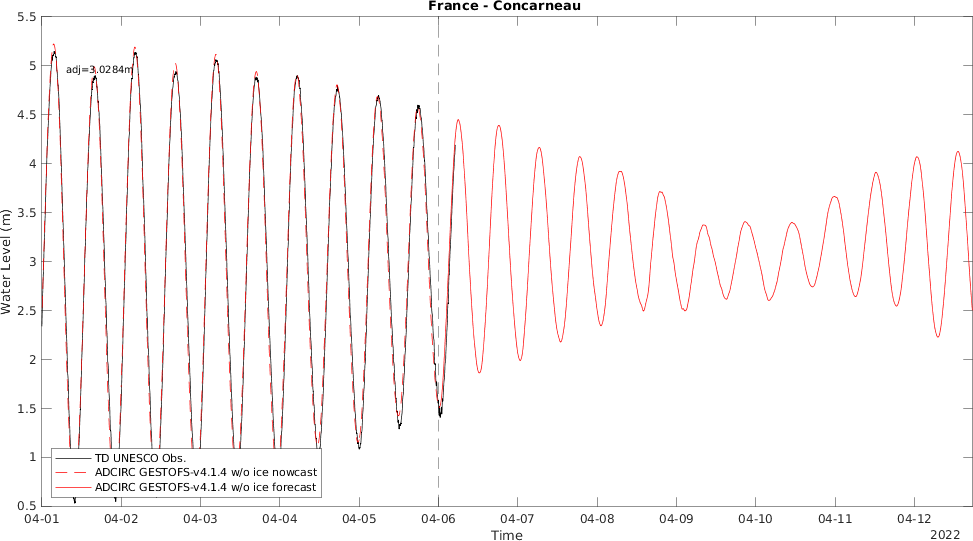 France - Concarneau
5.5
5
4.5
4
3.5
3
2.5
2
1.5
1
0.5
Water Level (m)
adj=3.0284m
TD UNESCO Obs.
ADCIRC GESTOFS-v4.1.4 w/o ice nowcast
ADCIRC GESTOFS-v4.1.4 w/o ice forecast
04-01 04-02 04-03 04-04 04-05 04-06 04-07 04-08 04-09 04-10 04-11 04-12
Time
2022